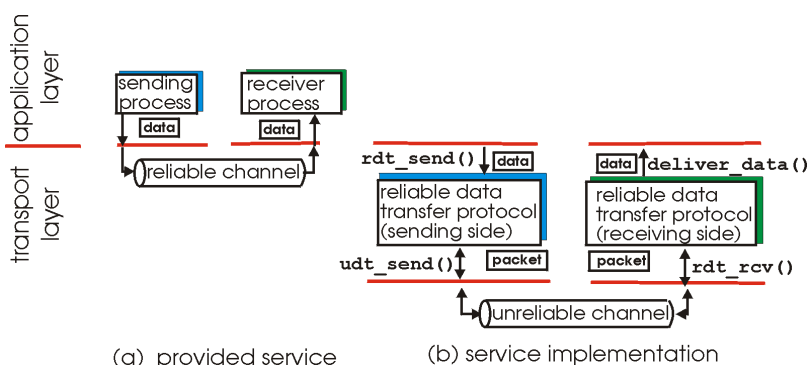 application
layer
transport
layer
sending
process
data
receiver
process
data
reliable channel
(a) provided service
rdt_send()
data
reliable data
transfer protocol
(sending side)
udt_send()
packet
data
deliver_data()
reliable data
transfer protocol
(receiving side)
packet
rdt_rcv()
unreliable channel
(b) service implementation